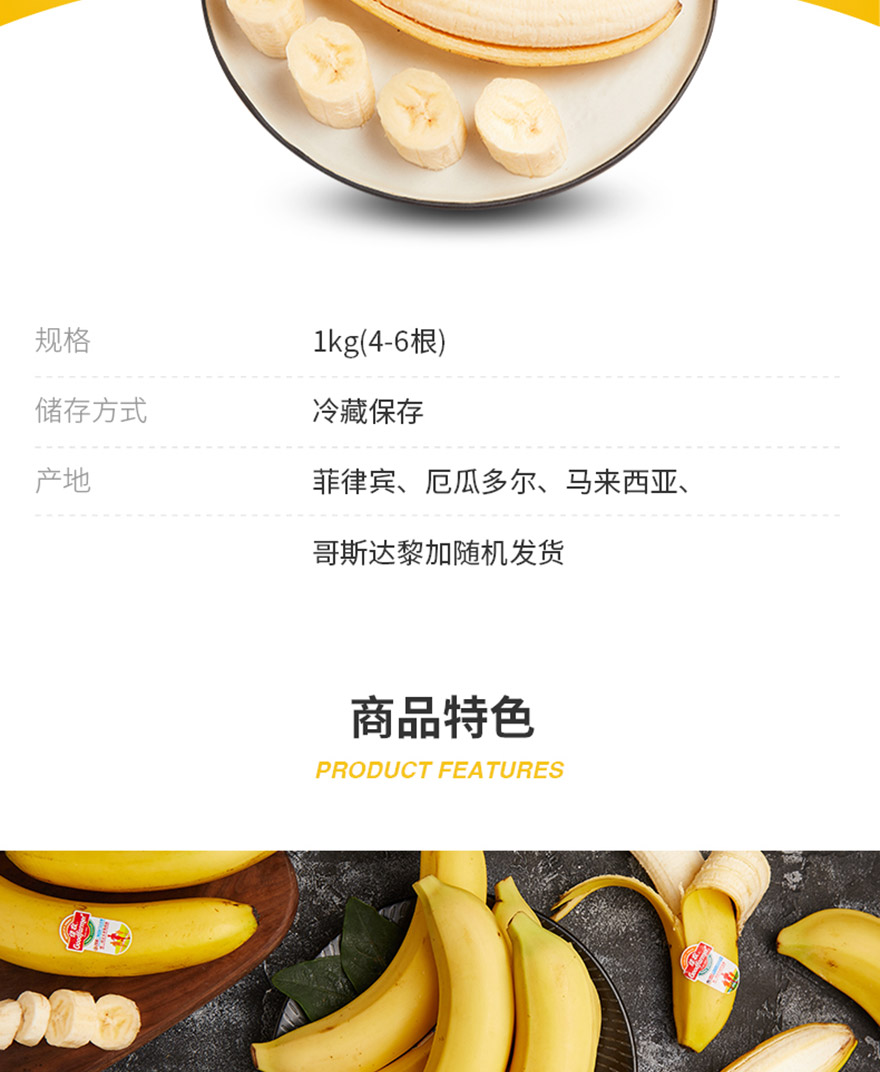 规格 1kg(4-6根)
储存方式 冷藏保存
产地 菲律宾、厄瓜多尔、马来西亚、
哥斯达黎加随机发货
商品特色
PRODUCT FEATURES